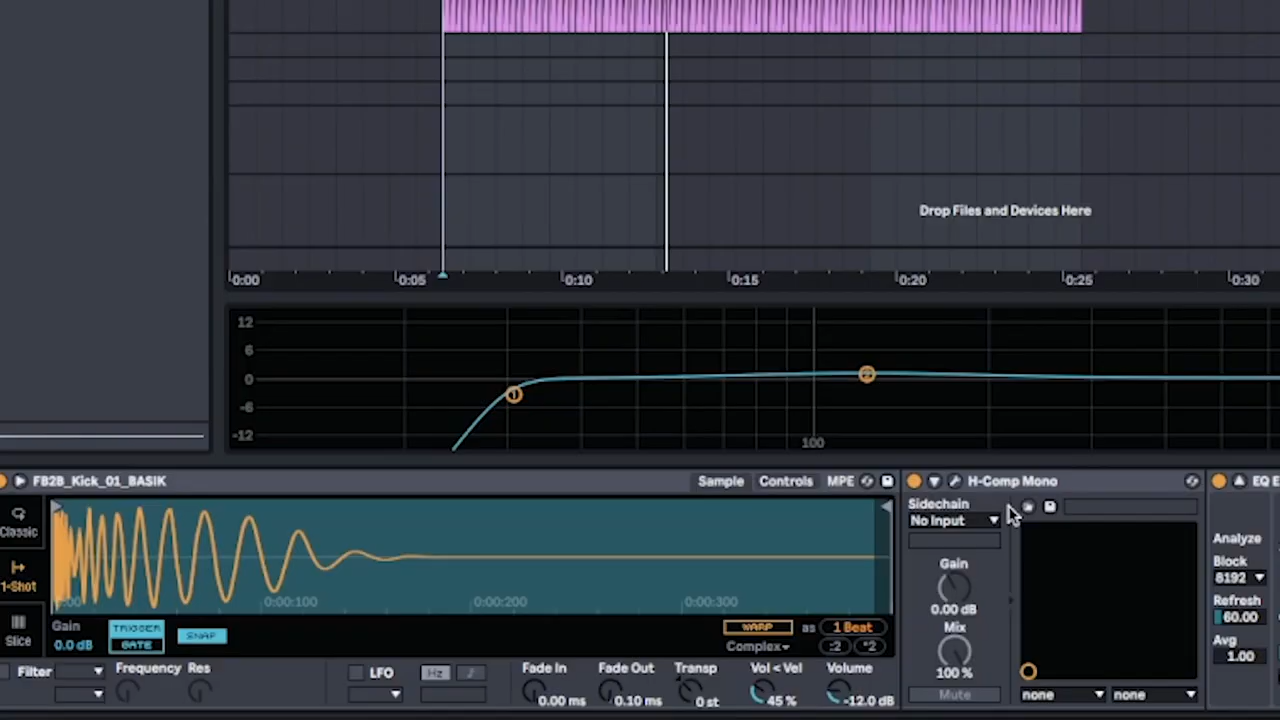 Drop Files and Devices Here
0:00 0:05 0:10 0:15 0:20 0:25 0:30
12
6
0
-6
-12
1
2
100
FB2B_Kick_01_BASIK
Sample Controls MPE
Classic
1-Shot
Slice
0:00:100 0:00:200 0:00:300
Gain
0.0 dB
TRIGGER
GATE
SNAP
WARP as 1 Beat
Complex :2 *2
Filter Frequency Res
LFO Hz
Fade In
0.00 ms
Fade Out
0.10 ms
Transp
0 st
Vol < Vel
45 %
Volume
-12.0 dB
H-Comp Mono
Sidechain
No Input
Gain
0.00 dB
Mix
100 %
Mute
none none
EQ E
Analyze
Block
8192
Refresh
60.00
Avg
1.00